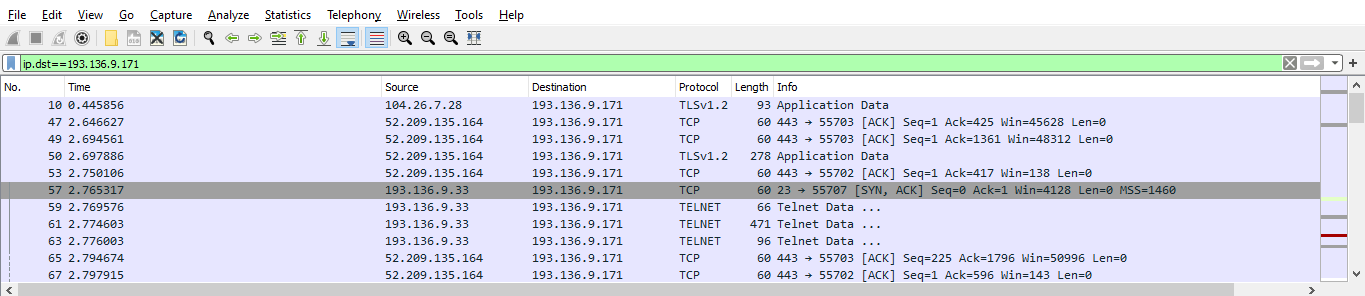 File Edit View Go Capture Analyze Statistics Telephony Wireless Tools Help
ip.dst==193.136.9.171
No. Time Source Destination Protocol Length Info
10 0.445856 104.26.7.28 193.136.9.171 TLSv1.2 93 Application Data
47 2.646627 52.209.135.164 193.136.9.171 TCP 60 443 → 55703 [ACK] Seq=1 Ack=425 Win=45628 Len=0
49 2.694561 52.209.135.164 193.136.9.171 TCP 60 443 → 55703 [ACK] Seq=1 Ack=1361 Win=48312 Len=0
50 2.697886 52.209.135.164 193.136.9.171 TLSv1.2 278 Application Data
53 2.750106 52.209.135.164 193.136.9.171 TCP 60 443 → 55702 [ACK] Seq=1 Ack=417 Win=138 Len=0
57 2.765317 193.136.9.33 193.136.9.171 TCP 60 23 → 55707 [SYN, ACK] Seq=0 Ack=1 Win=4128 Len=0 MSS=1460
59 2.769576 193.136.9.33 193.136.9.171 TELNET 66 Telnet Data ...
61 2.774603 193.136.9.33 193.136.9.171 TELNET 471 Telnet Data ...
63 2.776003 193.136.9.33 193.136.9.171 TELNET 96 Telnet Data ...
65 2.794674 52.209.135.164 193.136.9.171 TCP 60 443 → 55703 [ACK] Seq=225 Ack=1796 Win=50996 Len=0
67 2.797915 52.209.135.164 193.136.9.171 TCP 60 443 → 55702 [ACK] Seq=1 Ack=596 Win=143 Len=0